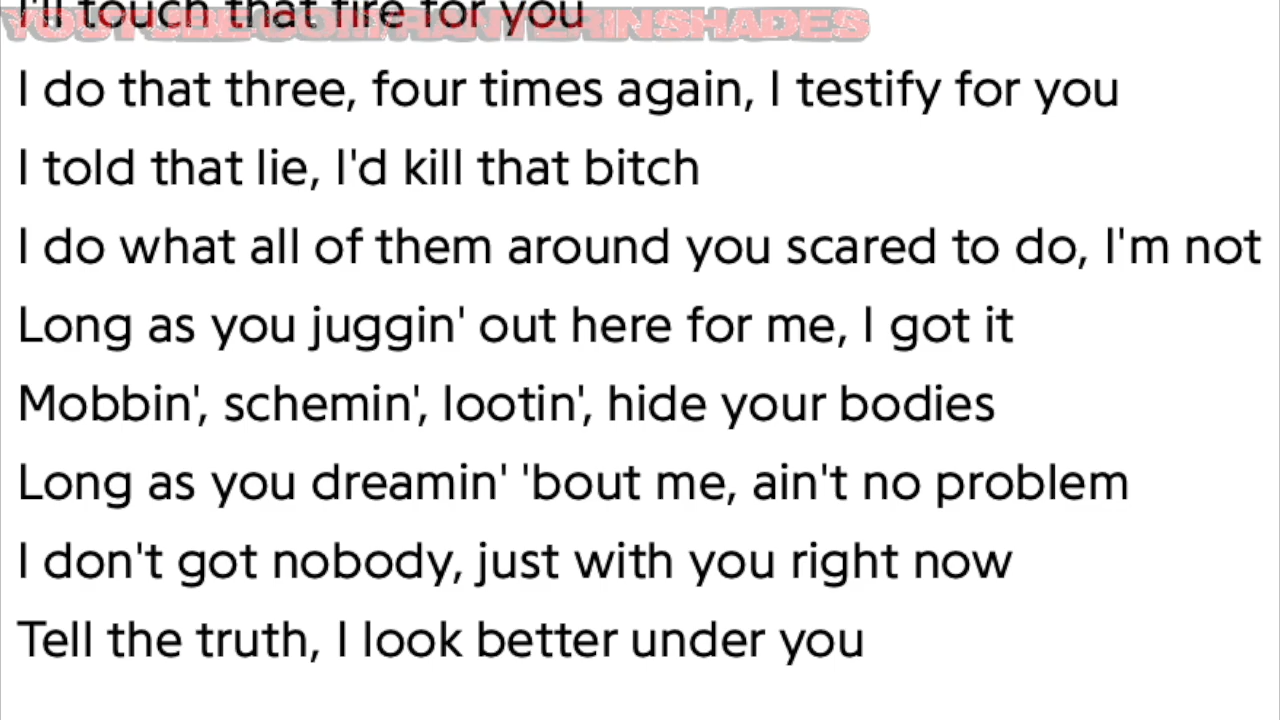 I'll touch that fire for you
YOUTUBE.COM/RANTERINSHADES
I do that three, four times again, I testify for you
I told that lie, I'd kill that bitch
I do what all of them around you scared to do, I'm not
Long as you juggin' out here for me, I got it
Mobbin', schemin', lootin', hide your bodies
Long as you dreamin' 'bout me, ain't no problem
I don't got nobody, just with you right now
Tell the truth, I look better under you